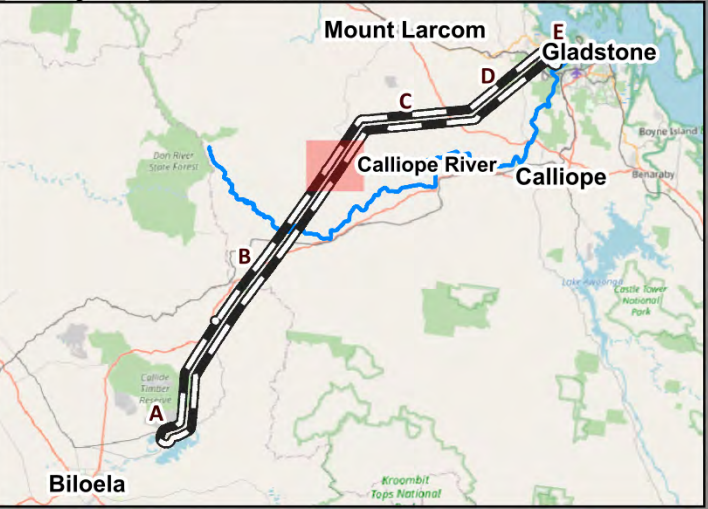 Mount Larcom
E
Gladstone
D
C
Boyne Island
Don River
State Forest
Calliope River
Calliope
Benaraby
B
Lake Awoonga
Castle Tower
National
Park
Callide
Timber
Reserve
A
Biloela
Kroombit
Tops National